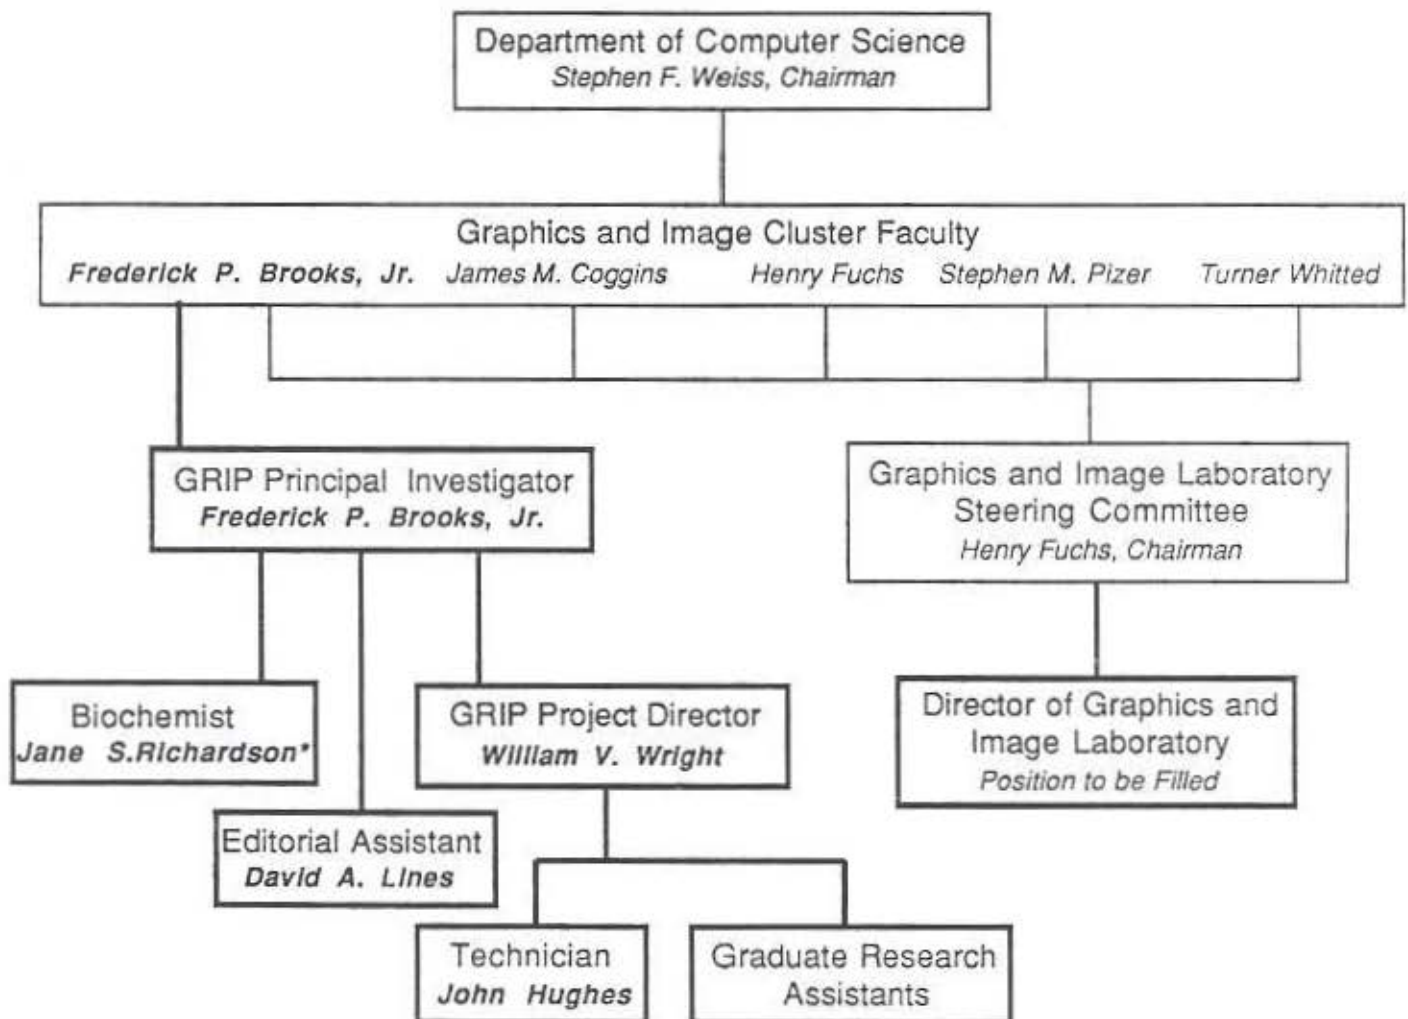 Department of Computer Science
Stephen F. Weiss, Chairman
Graphics and Image Cluster Faculty
Frederick P. Brooks, Jr. James M. Coggins Henry Fuchs Stephen M. Pizer Turner Whitted
GRIP Principal Investigator
Frederick P. Brooks, Jr.
Graphics and Image Laboratory
Steering Committee
Henry Fuchs, Chairman
Biochemist
Jane S.Richardson*
GRIP Project Director
William V. Wright
Director of Graphics and
Image Laboratory
Position to be Filled
Editorial Assistant
David A. Lines
Technician
John Hughes
Graduate Research
Assistants